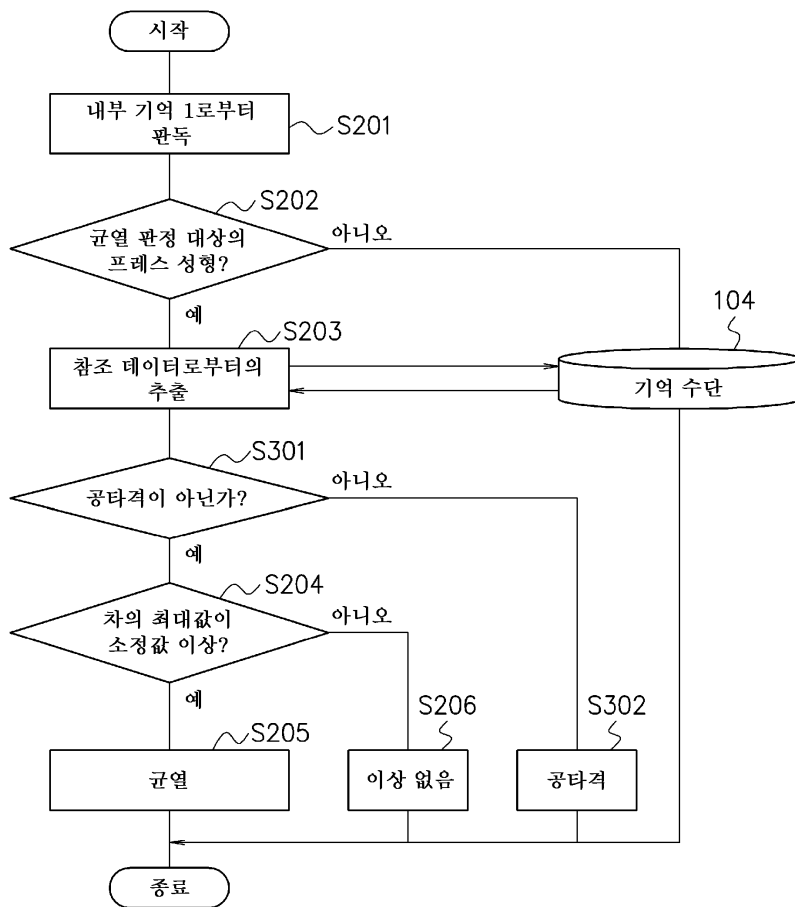 시작
내부 기억 1로부터
판독
S201
S202
균열 판정 대상의
프레스 성형?
아니오
예
S203
104
참조 데이터로부터의
추출
기억 수단
S301
공타격이 아닌가?
아니오
예
S204
차의 최대값이
소정값 이상?
아니오
예
S205
S206
S302
균열
이상 없음
공타격
종료